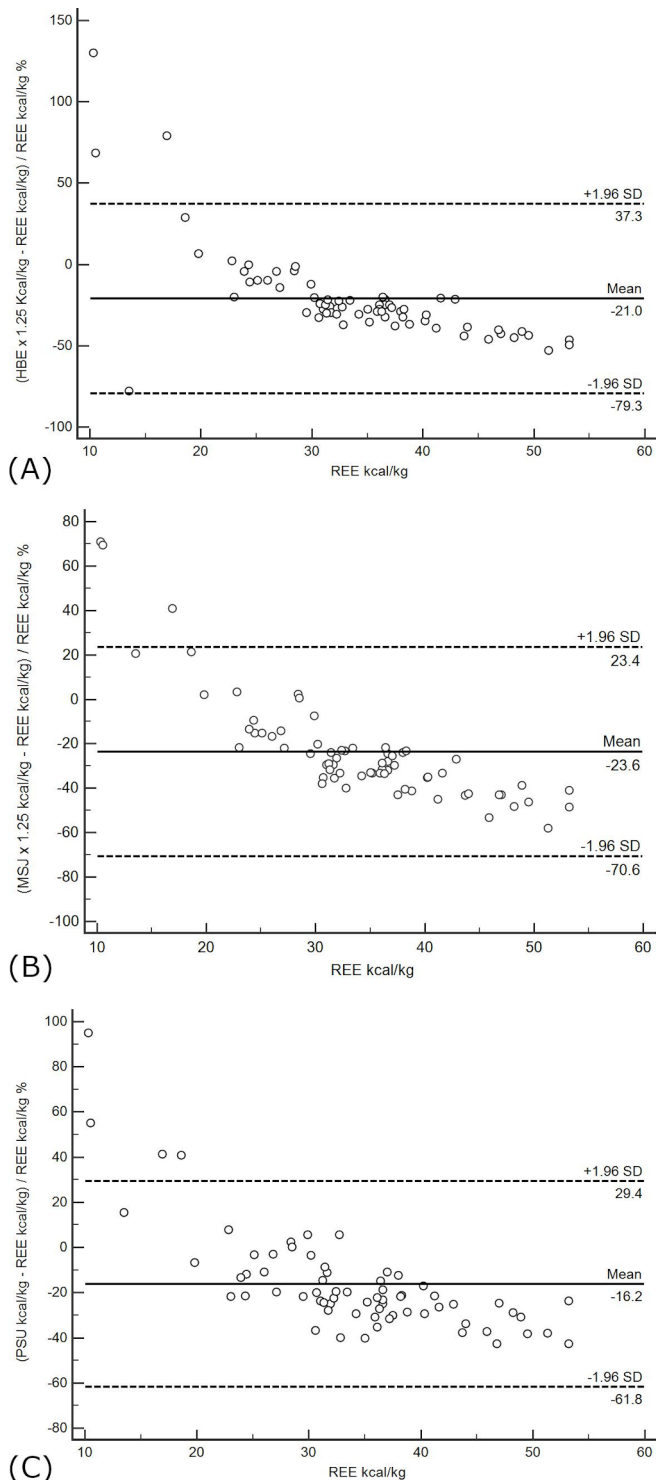 (HBE x 1.25 Kcal/kg - REE kcal/kg) / REE kcal/kg %
150
100
50
0
-50
-100
+1.96 SD
37.3
Mean
-21.0
-1.96 SD
-79.3
10 20 30 40 50 60
REE kcal/kg
(A)
(MSJ x 1.25 kcal/kg - REE kcal/kg) / REE kcal/kg %
80
60
40
20
0
-20
-40
-60
-80
-100
+1.96 SD
23.4
Mean
-23.6
-1.96 SD
-70.6
10 20 30 40 50 60
REE kcal/kg
(B)
(PSU kcal/kg - REE kcal/kg) / REE kcal/kg %
100
80
60
40
20
0
-20
-40
-60
-80
+1.96 SD
29.4
Mean
-16.2
-1.96 SD
-61.8
10 20 30 40 50 60
REE kcal/kg
(C)